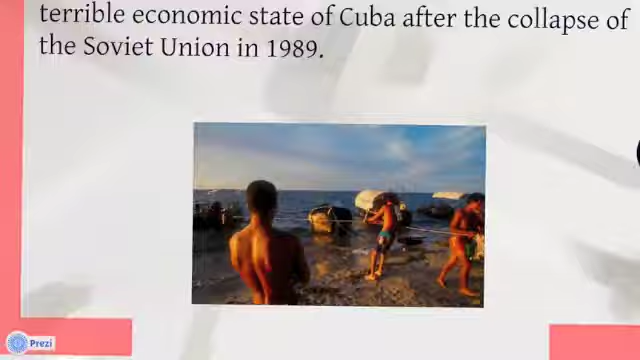 terrible economic state of Cuba after the collapse of
the Soviet Union in 1989.
Prezi